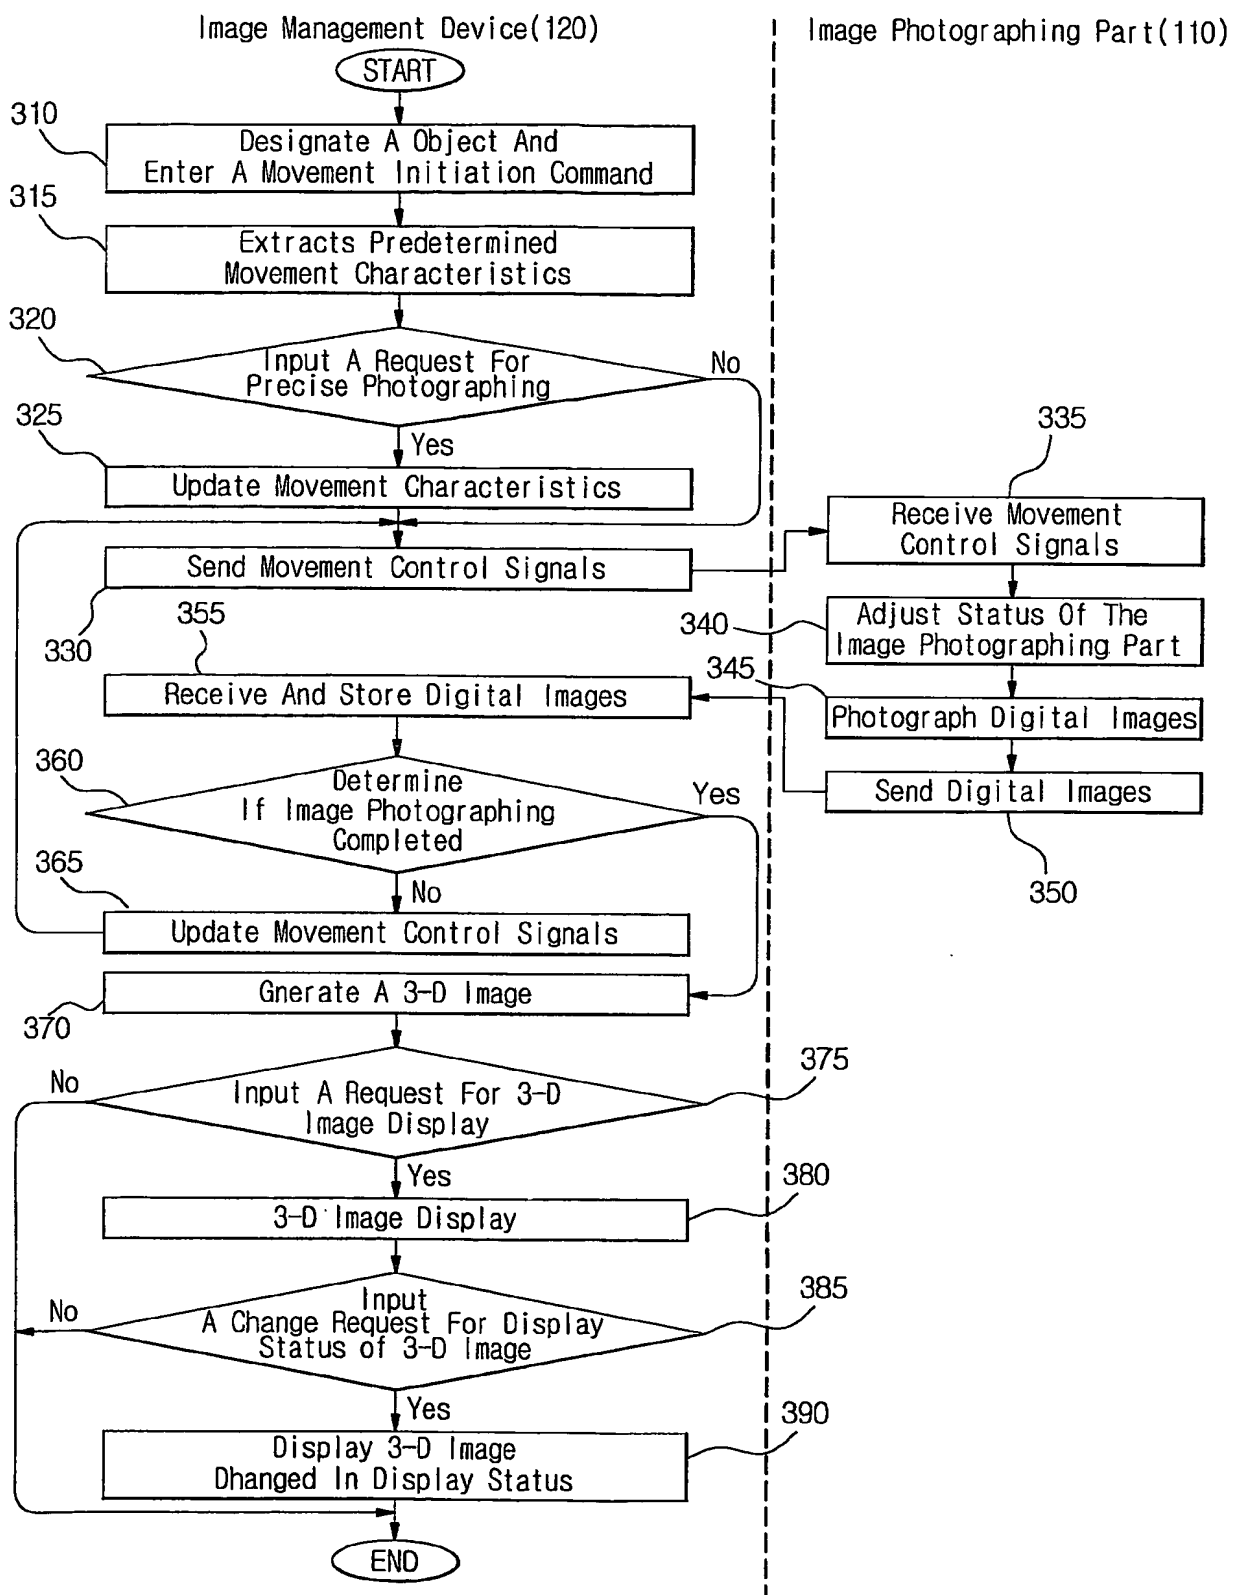 Image Management Device(120)
Image Photographing Part(110)
START
310
Designate A Object And
Enter A Movement Initiation Command
315
Extracts Predetermined
Movement Characteristics
320
Input A Request For
Precise Photographing
No
Yes
325
Update Movement Characteristics
330
Send Movement Control Signals
335
Receive Movement
Control Signals
340
Adjust Status Of The
Image Photographing Part
345
Photograph Digital Images
Send Digital Images
350
355
Receive And Store Digital Images
360
Determine
If Image Photographing
Completed
Yes
No
365
Update Movement Control Signals
Gnerate A 3-D Image
370
375
Input A Request For 3-D
Image Display
No
Yes
380
3-D Image Display
385
Input
A Change Request For Display
Status of 3-D Image
No
Yes
390
Display 3-D Image
Dhanged In Display Status
END